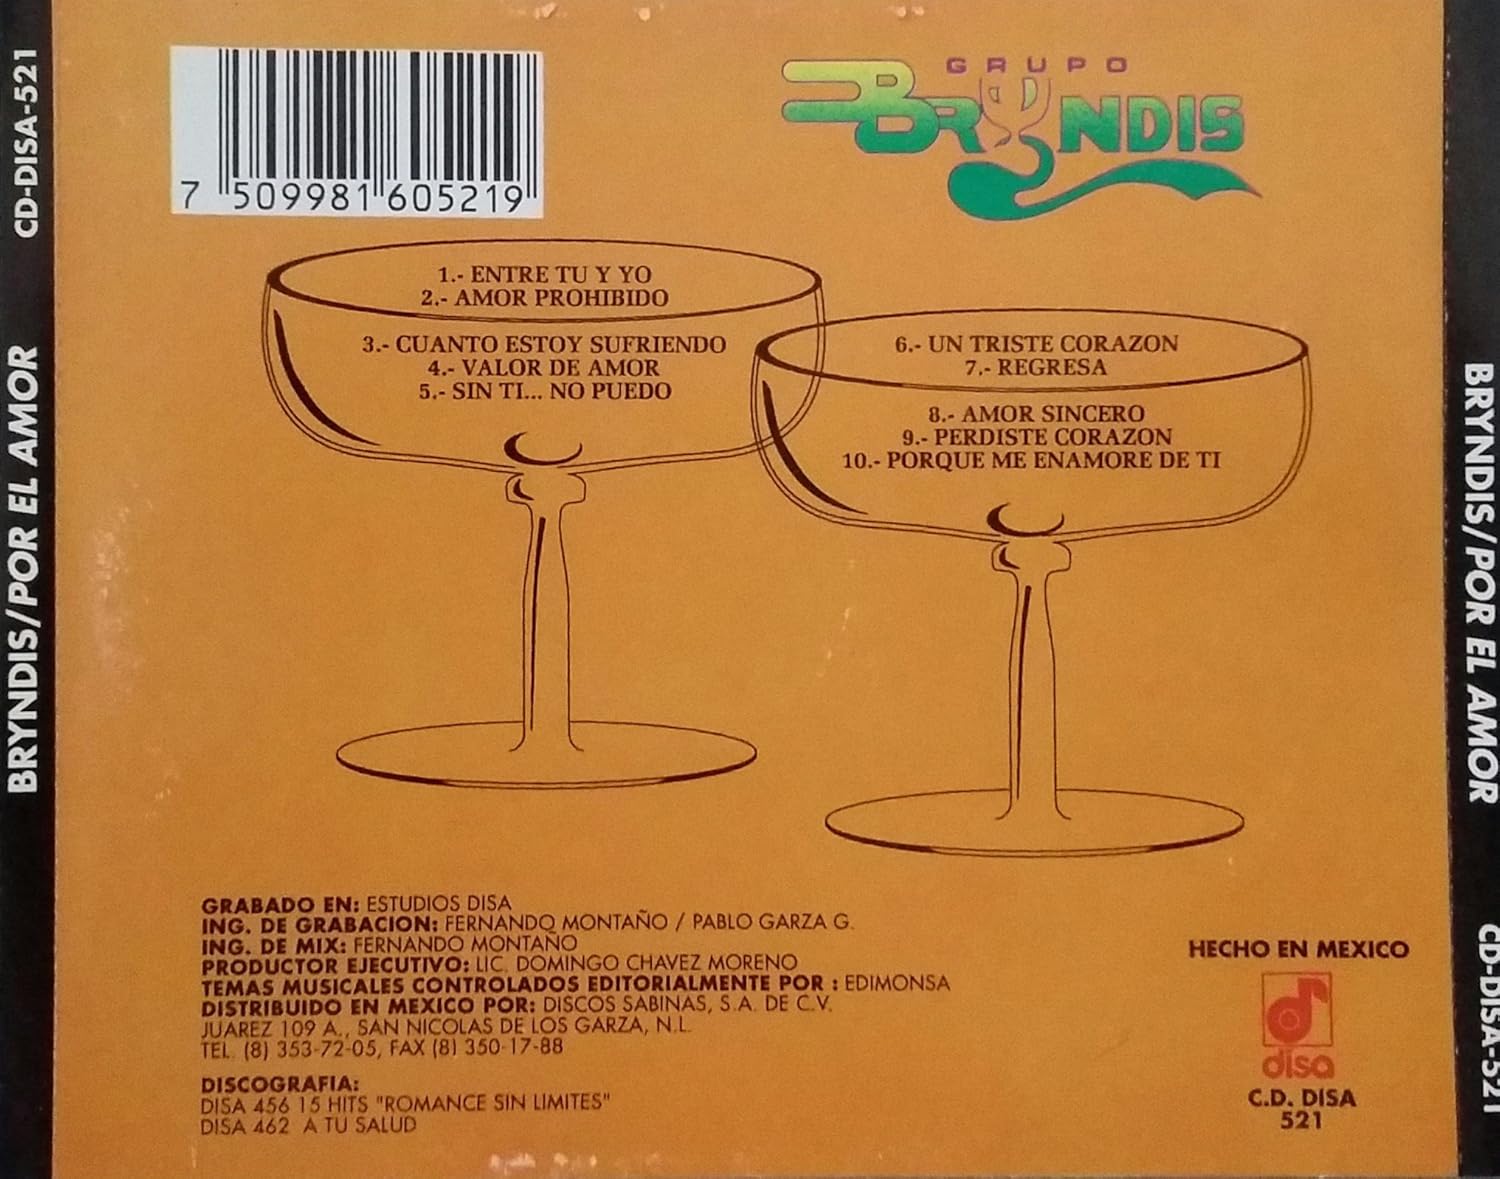 CD-DISA-521
BRYNDIS/POR EL AMOR
7 509981 605219
GRUPO
BRYNDIS
1.- ENTRE TU Y YO
2.- AMOR PROHIBIDO
3.- CUANTO ESTOY SUFRIENDO
4.- VALOR DE AMOR
5.- SIN TI... NO PUEDO
6.- UN TRISTE CORAZON
7.- REGRESA
8.- AMOR SINCERO
9.- PERDISTE CORAZON
10.- PORQUE ME ENAMORE DE TI
GRABADO EN: ESTUDIOS DISA
ING. DE GRABACION: FERNANDO MONTAÑO / PABLO GARZA G.
ING. DE MIX: FERNANDO MONTAÑO
PRODUCTOR EJECUTIVO: LIC. DOMINGO CHAVEZ MORENO
TEMAS MUSICALES CONTROLADOS EDITORIALMENTE POR : EDIMONSA
DISTRIBUIDO EN MEXICO POR: DISCOS SABINAS, S.A. DE C.V.
JUAREZ 109 A., SAN NICOLAS DE LOS GARZA, N.L.
TEL. (8) 353-72-05, FAX (8) 350-17-88
DISCOGRAFIA:
DISA 456 15 HITS "ROMANCE SIN LIMITES"
DISA 462 A TU SALUD
HECHO EN MEXICO
disa
C.D. DISA
521
BRYNDIS/POR EL AMOR
CD-DISA-521